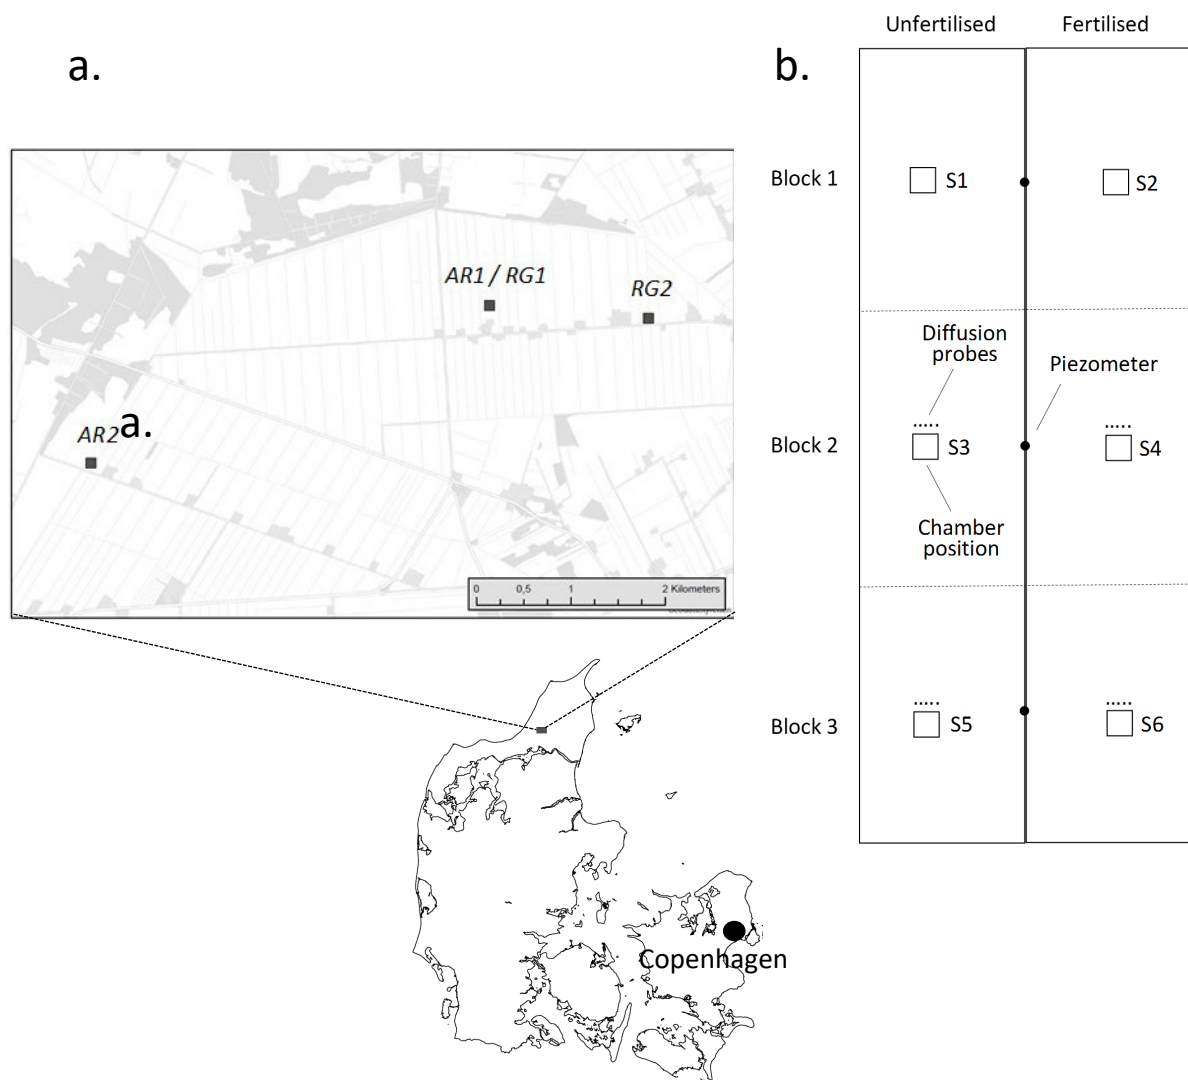 a.
AR1 / RG1
RG2
AR2
a.
0
0,5
1
2 Kilometers
Copenhagen
b.
Unfertilised
Fertilised
Block 1
S1
S2
Diffusion
probes
Piezometer
Block 2
S3
S4
Chamber
position
Block 3
S5
S6